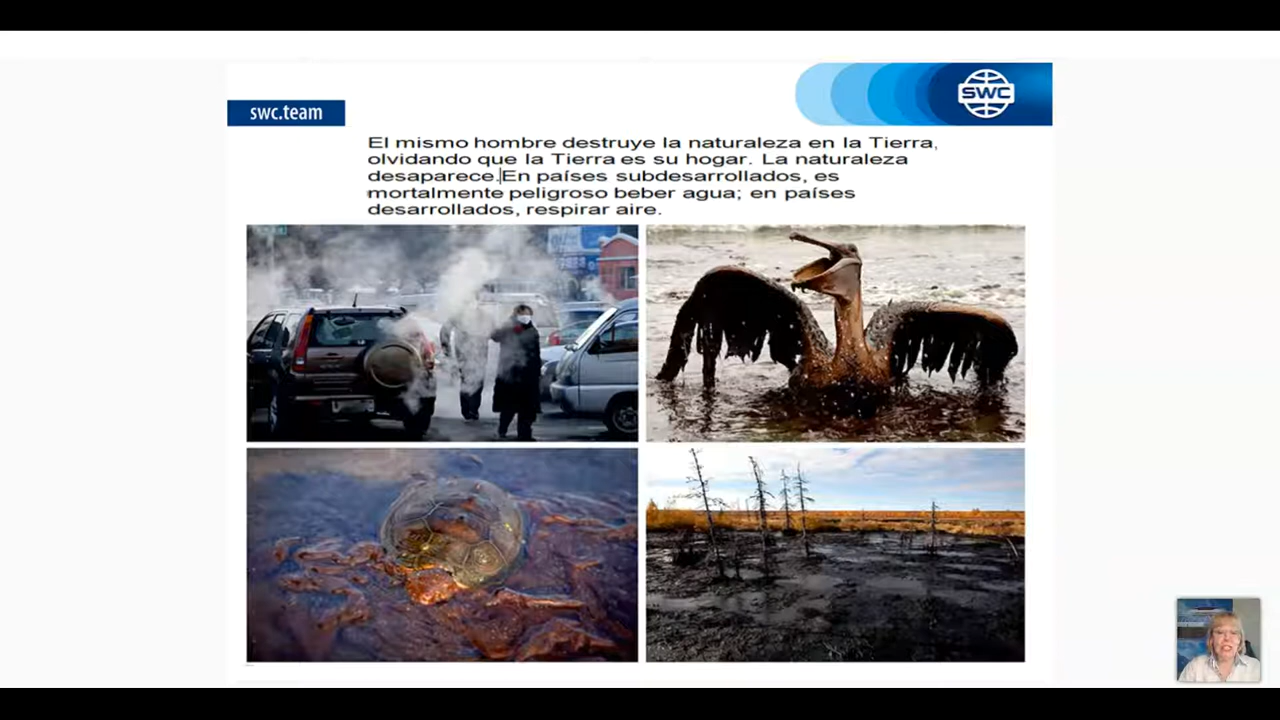 swc.team
SWC
El mismo hombre destruye la naturaleza en la Tierra,
olvidando que la Tierra es su hogar. La naturaleza
desaparece.En países subdesarrollados, es
mortalmente peligroso beber agua; en países
desarrollados, respirar aire.